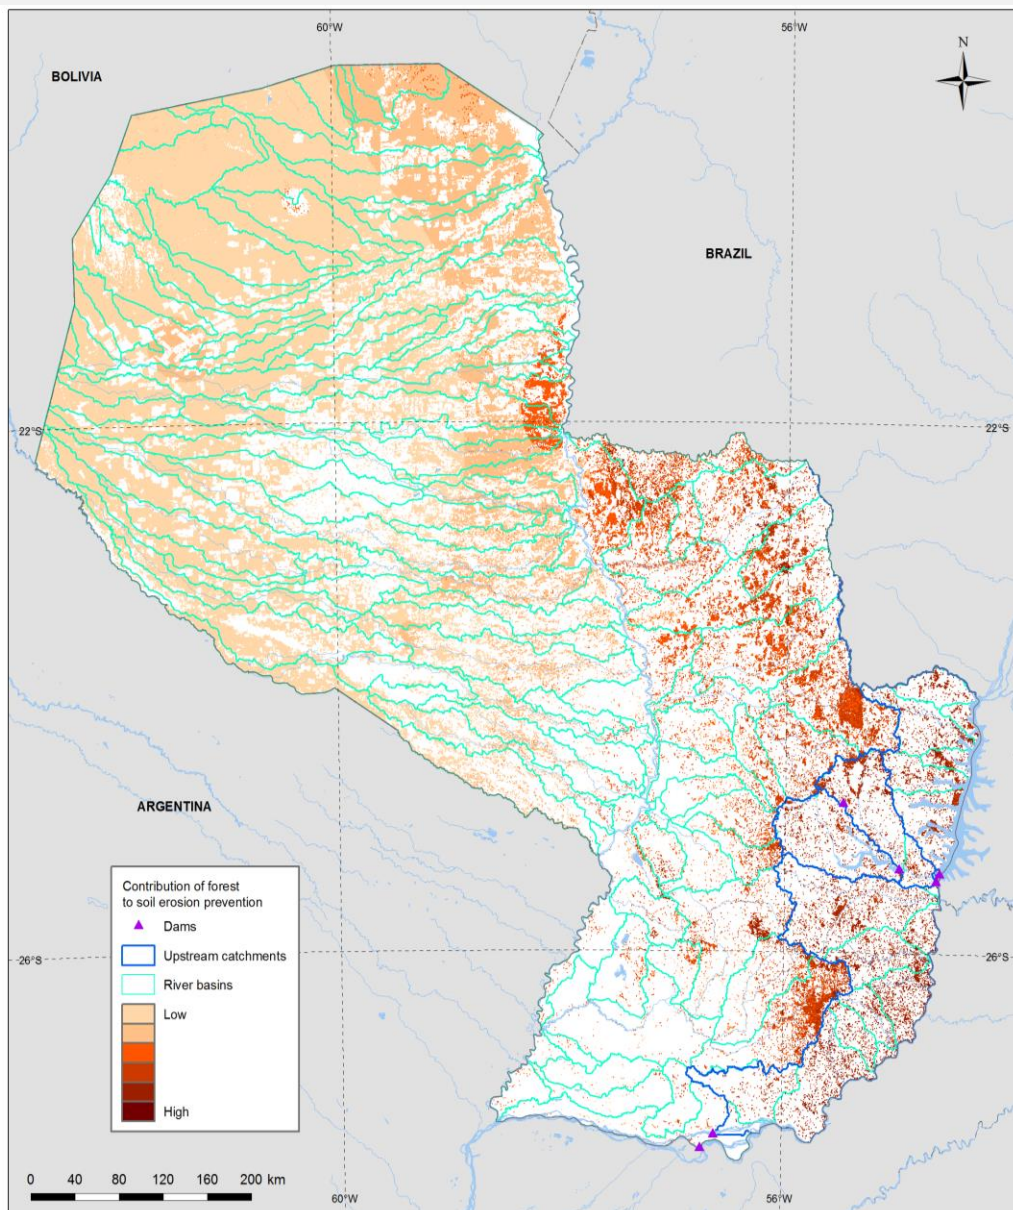 60°W
56°W
N
BOLIVIA
BRAZIL
22°S
22°S
ARGENTINA
Contribution of forest
to soil erosion prevention
Dams
Upstream catchments
River basins
Low
High
26°S
26°S
0 40 80 120 160 200 km
60°W
56°W